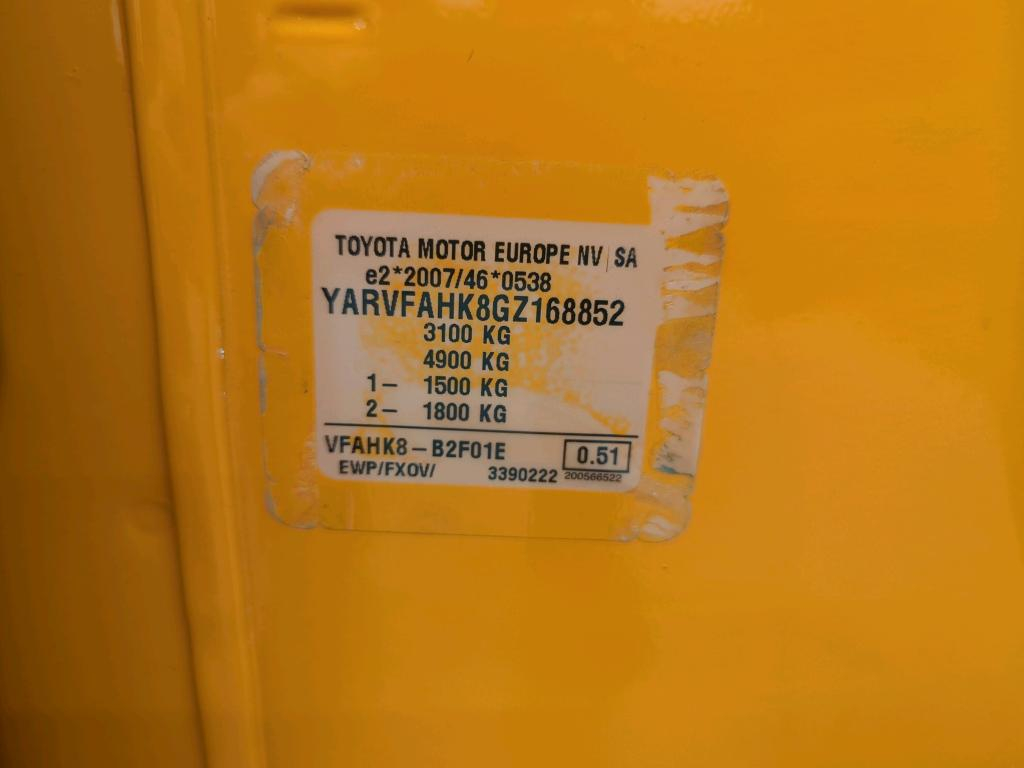 TOYOTA MOTOR EUROPE NV SA
e2*2007/46*0538
YARVFAHK8GZ168852
3100 KG
4900 KG
1- 1500 KG
2- 1800 KG
VFAHK8-B2F01E 0.51
EWP/FXOV/ 3390222 200566522